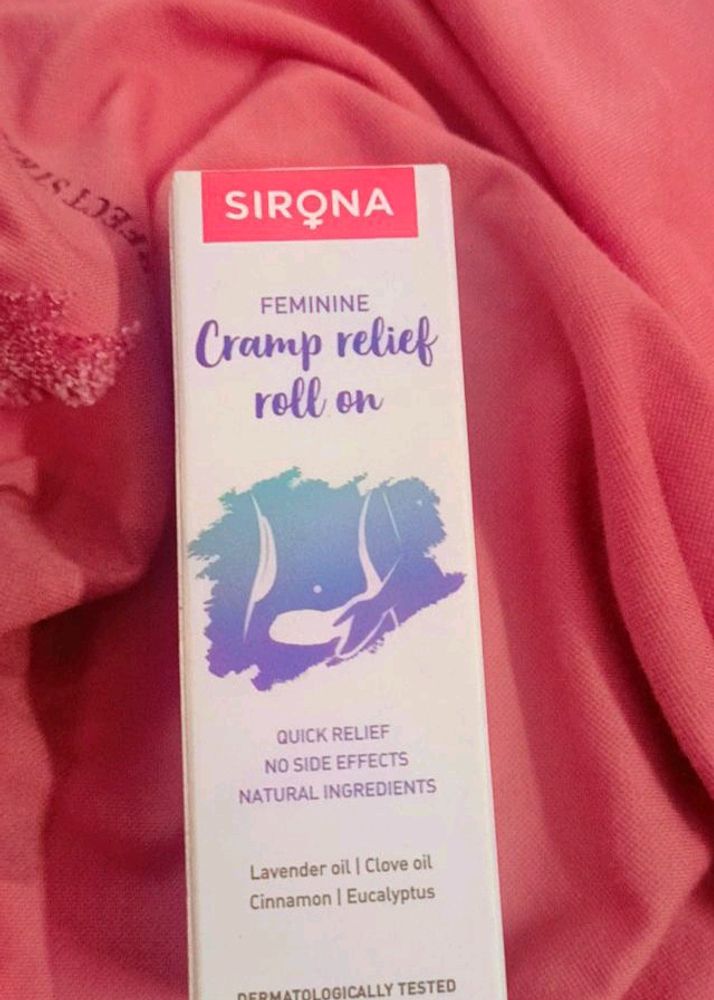 SIRONA
FEMININE
Cramp relief
roll on
QUICK RELIEF
NO SIDE EFFECTS
NATURAL INGREDIENTS
Lavender oil | Clove oil
Cinnamon | Eucalyptus
DERMATOLOGICALLY TESTED